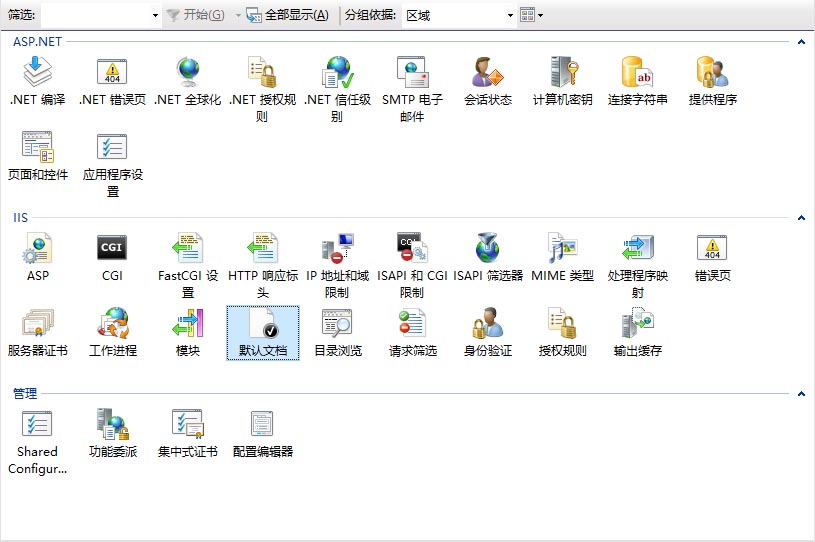 筛选: 开始(G) 全部显示(A) 分组依据: 区域
ASP.NET
.NET 编译 .NET 错误页 .NET 全球化 .NET 授权规 .NET 信任级 SMTP 电子 会话状态 计算机密钥 连接字符串 提供程序
则 别 邮件
页面和控件 应用程序设
置
IIS
ASP CGI FastCGI 设 HTTP 响应标 IP 地址和域 ISAPI 和 CGI ISAPI 筛选器 MIME 类型 处理程序映 错误页
置 头 限制 限制 射
服务器证书 工作进程 模块 默认文档 目录浏览 请求筛选 身份验证 授权规则 输出缓存
管理
Shared 功能委派 集中式证书 配置编辑器
Configur...
404
ab
CGI
404